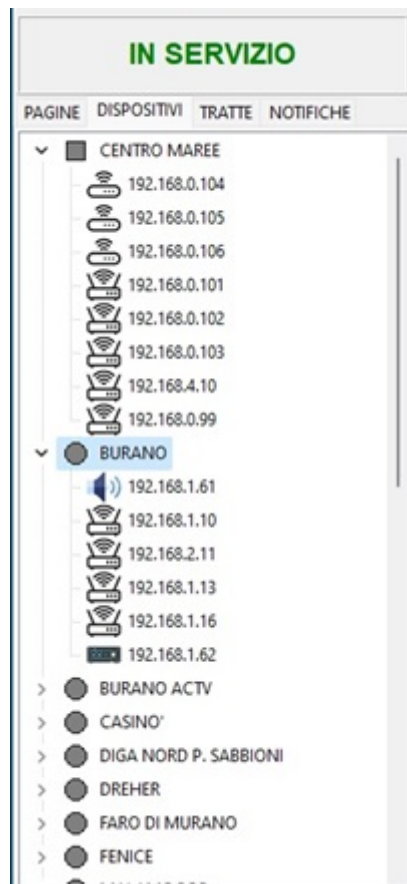 IN SERVIZIO
PAGINE DISPOSITIVI TRATTE NOTIFICHE
CENTRO MAREE
192.168.0.104
192.168.0.105
192.168.0.106
192.168.0.101
192.168.0.102
192.168.0.103
192.168.4.10
192.168.0.99
BURANO
192.168.1.61
192.168.1.10
192.168.2.11
192.168.1.13
192.168.1.16
192.168.1.62
BURANO ACTV
CASINO'
DIGA NORD P. SABBIONI
DREHER
FARO DI MURANO
FENICE